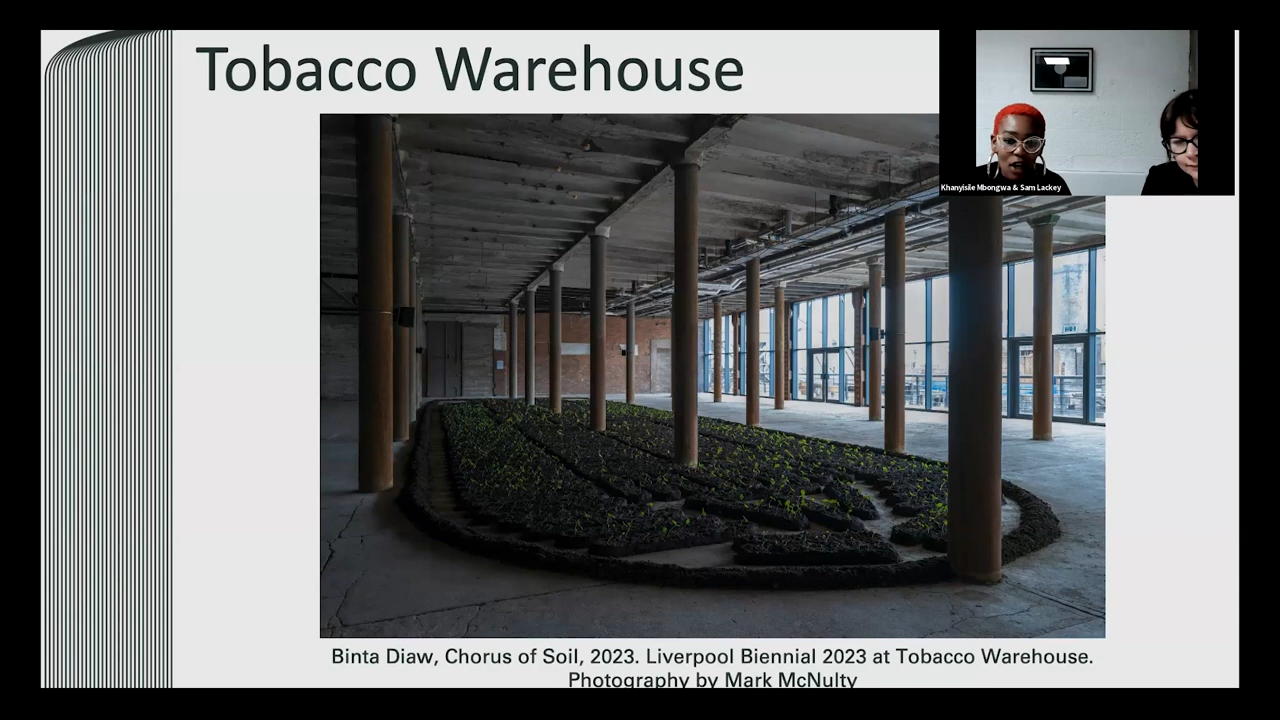 Tobacco Warehouse
Khanyisile Mbongwa & Sam Lackey
Binta Diaw, Chorus of Soil, 2023. Liverpool Biennial 2023 at Tobacco Warehouse.
Photography by Mark McNulty